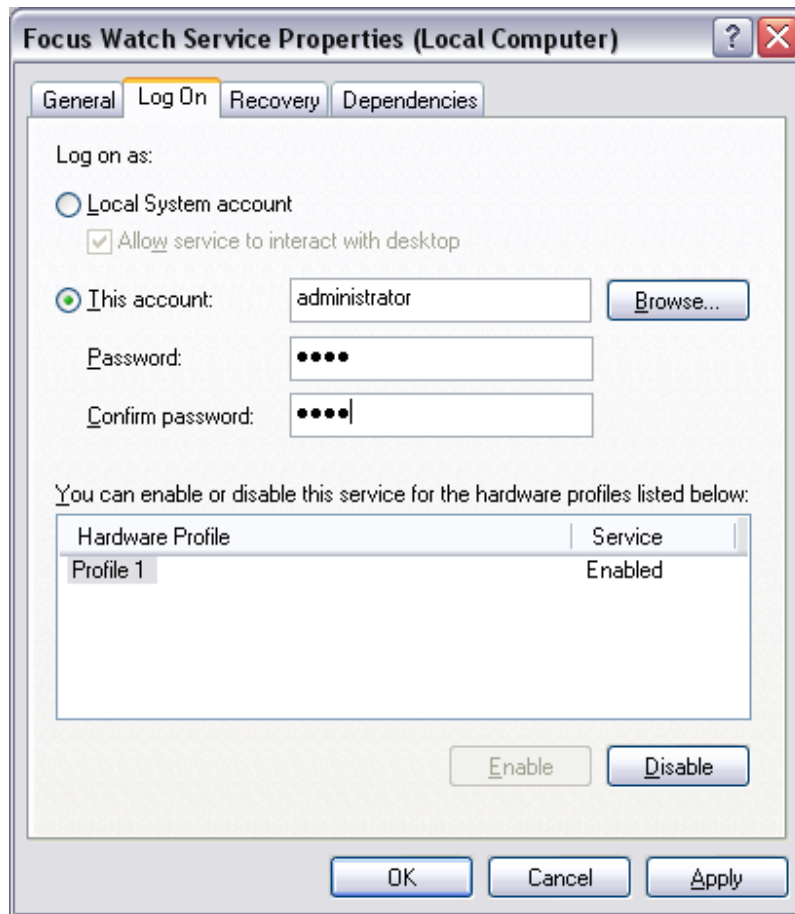 Focus Watch Service Properties (Local Computer)
General Log On Recovery Dependencies
Log on as:
Local System account
Allow service to interact with desktop
This account: administrator Browse...
Password: ••••
Confirm password: ••••
You can enable or disable this service for the hardware profiles listed below:
Hardware Profile Service
Profile 1 Enabled
Enable Disable
OK Cancel Apply